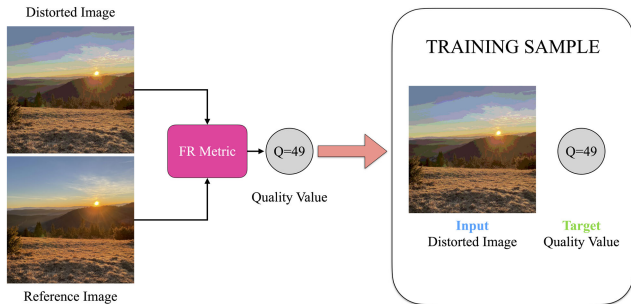 Distorted Image
FR Metric
Q=49
Quality Value
Reference Image
TRAINING SAMPLE
Q=49
Input
Distorted Image
Target
Quality Value